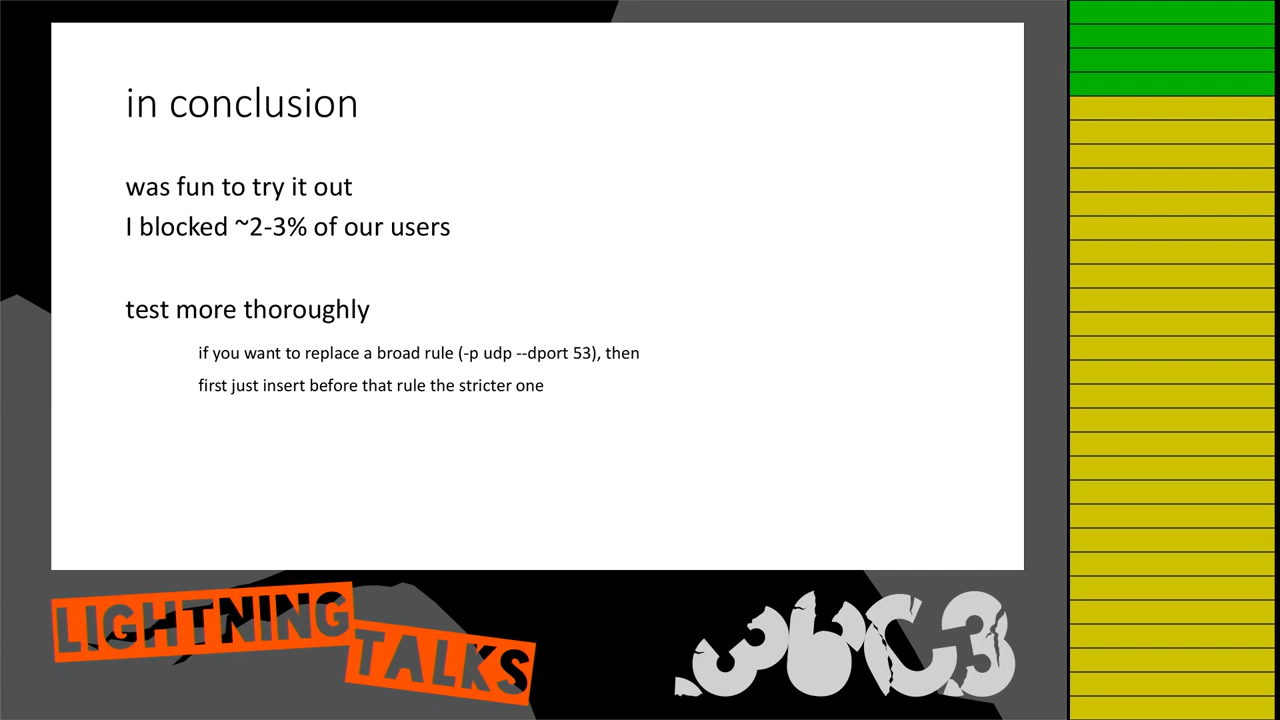 in conclusion
was fun to try it out
I blocked ~2-3% of our users
test more thoroughly
if you want to replace a broad rule (-p udp --dport 53), then
first just insert before that rule the stricter one
LIGHTNING
TALKS
36C3